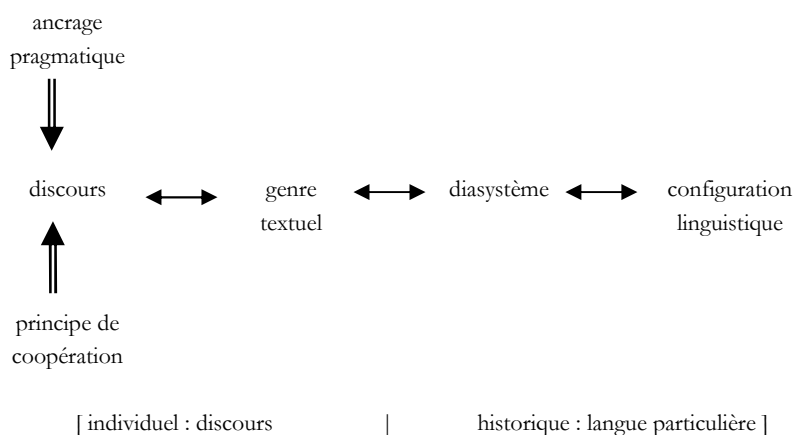 ancrage
pragmatique
discours
genre
textuel
diasystème
configuration
linguistique
principe de
coopération
[ individuel : discours | historique : langue particulière ]